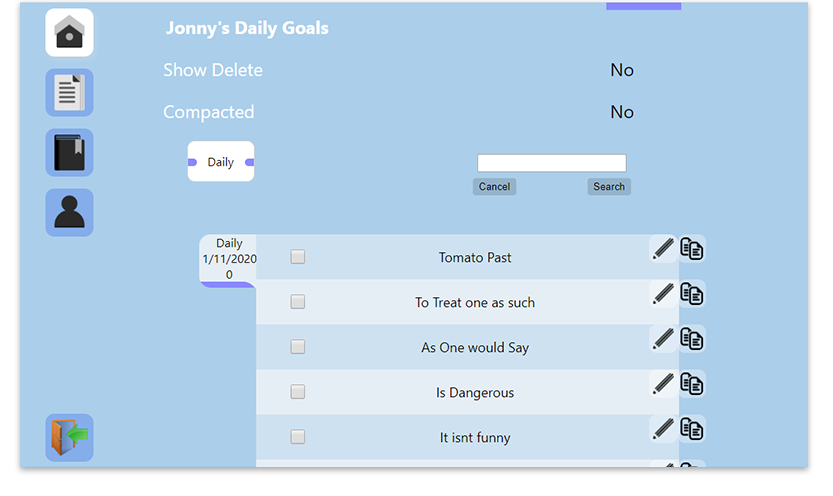 Jonny's Daily Goals
Show Delete No
Compacted No
Daily
Cancel Search
Daily
1/11/2020
0
Tomato Past
To Treat one as such
As One would Say
Is Dangerous
It isnt funny